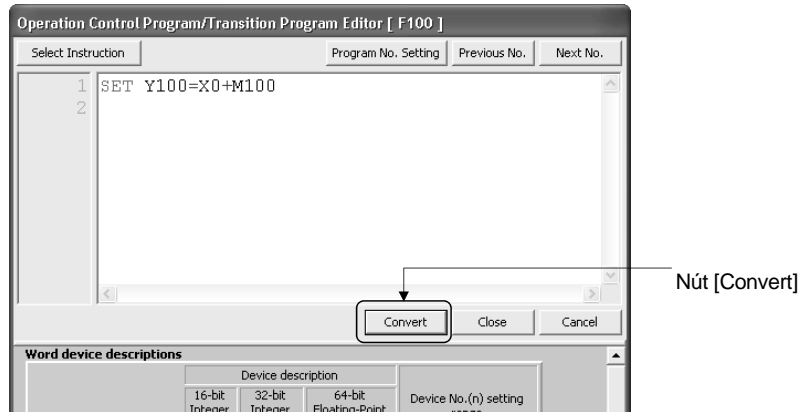 Operation Control Program/Transition Program Editor [ F100 ]
Select Instruction Program No. Setting Previous No. Next No.
1 SET Y100=X0+M100
2
Nút [Convert]
Convert Close Cancel
Word device descriptions
Device description
16-bit 32-bit 64-bit Device No.(n) setting
Integer Integer Floating-Point